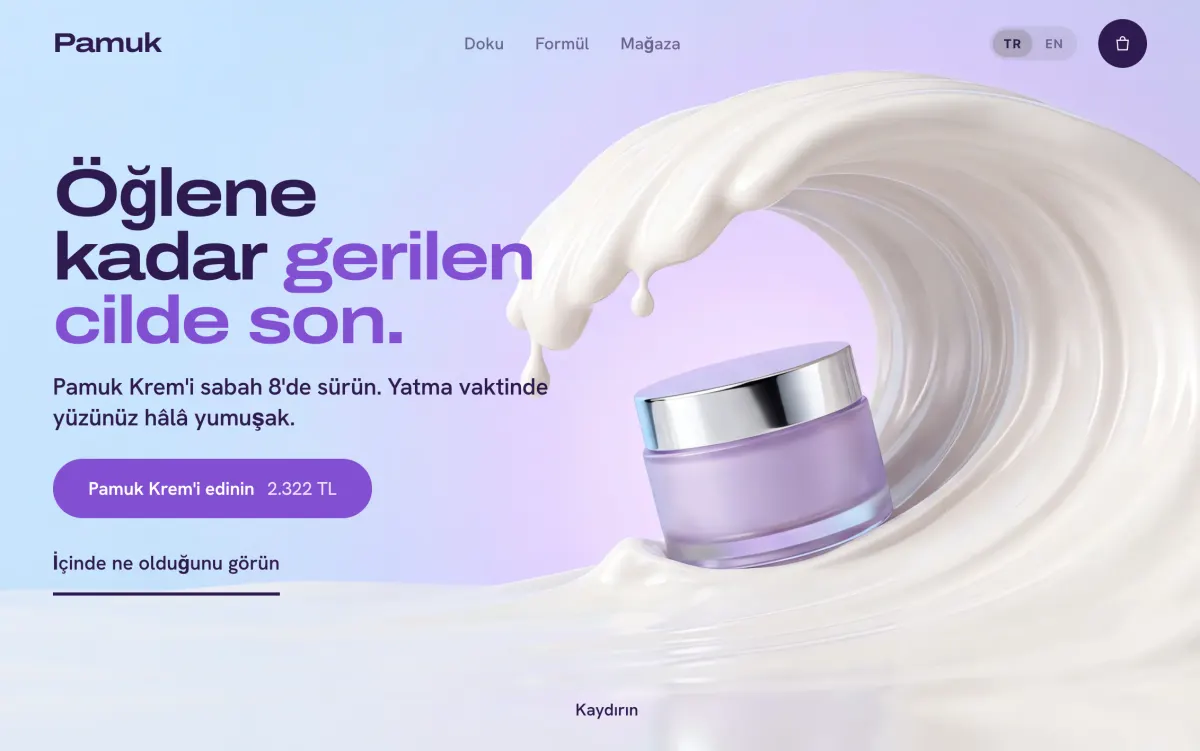 Pamuk
Doku
Formül
Mağaza
TR
EN
Öğlene
kadar gerilen
cilde son.
Pamuk Krem'i sabah 8'de sürün. Yatma vaktinde
yüzünüz hâlâ yumuşak.
Pamuk Krem'i edinin 2.322 TL
İçinde ne olduğunu görün
Kaydırın